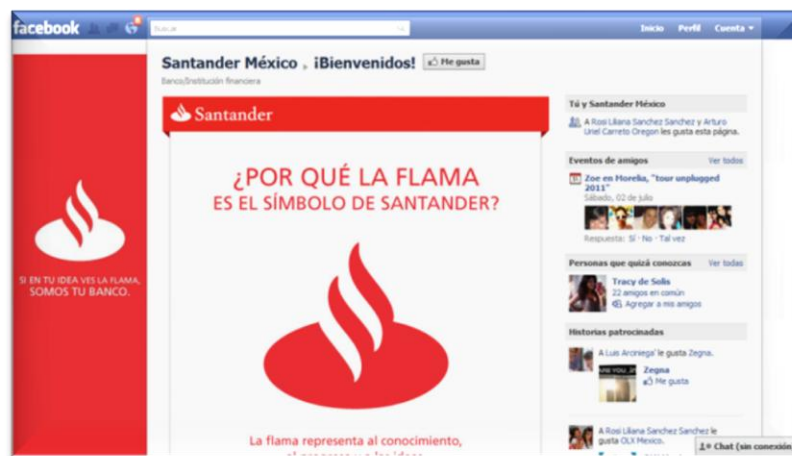 facebook
8
Buscar
Inicio Perfil Cuenta
Santander México ¡Bienvenidos! Me gusta
Banco/Institución financiera
Santander
¿POR QUÉ LA FLAMA
ES EL SÍMBOLO DE SANTANDER?
La flama representa al conocimiento,
SI EN TU IDEA VES LA FLAMA,
SOMOS TU BANCO.
Tú y Santander México
A Rosi Liliana Sanchez Sanchez y Arturo
Uriel Carreto Oregon les gusta esta página.
Eventos de amigos Ver todos
Zoe en Morelia, "tour unplugged
2011"
Sábado, 02 de julio
Respuesta: Sí · No · Tal vez
Personas que quizá conozcas Ver todas
Tracy de Solis
22 amigos en común
Agregar a mis amigos
Historias patrocinadas
A Luis Arciniega le gusta Zegna.
Zegna
Me gusta
A Rosi Liliana Sanchez Sanchez le
gusta OLX Mexico.
Chat (sin conexión)